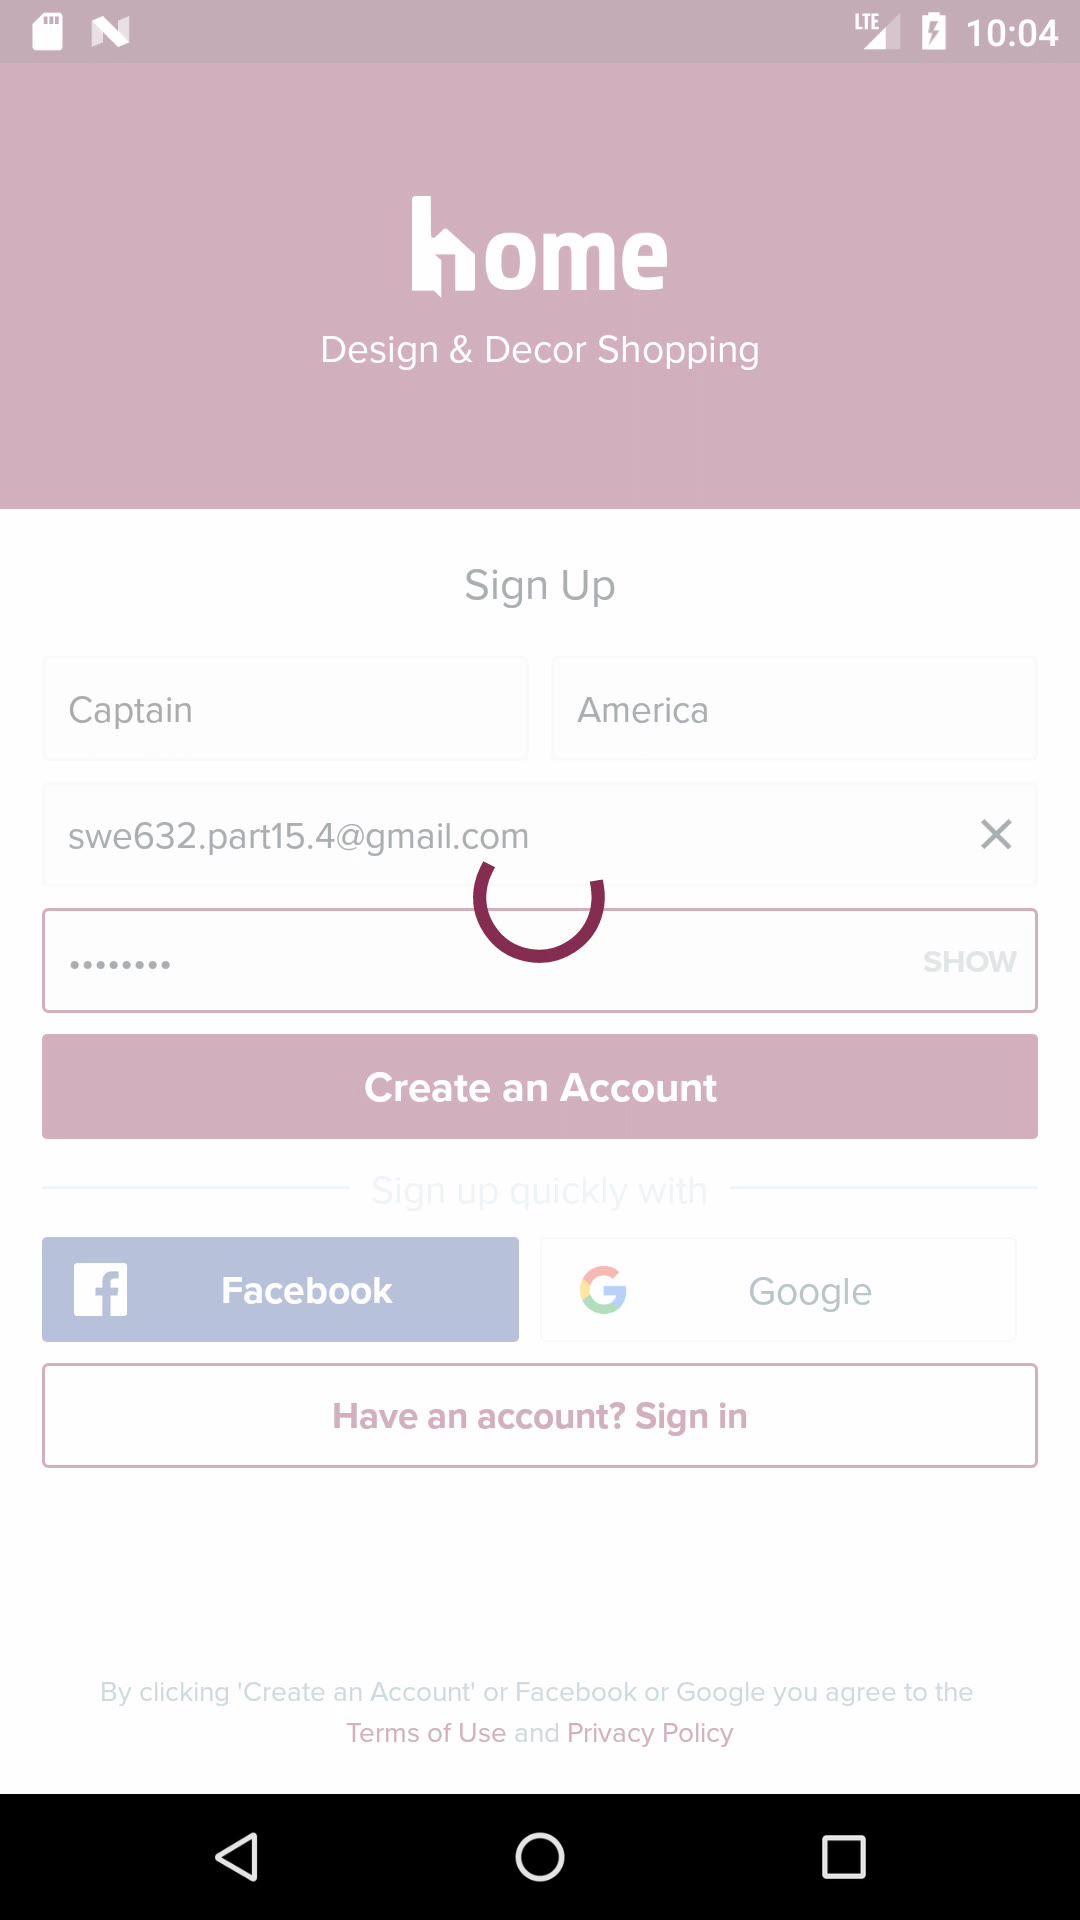 LTE 10:04
home
Design & Decor Shopping
Sign Up
Captain America
swe632.part15.4@gmail.com
•••••••• SHOW
Create an Account
Sign up quickly with
Facebook Google
Have an account? Sign in
By clicking 'Create an Account' or Facebook or Google you agree to the
Terms of Use and Privacy Policy